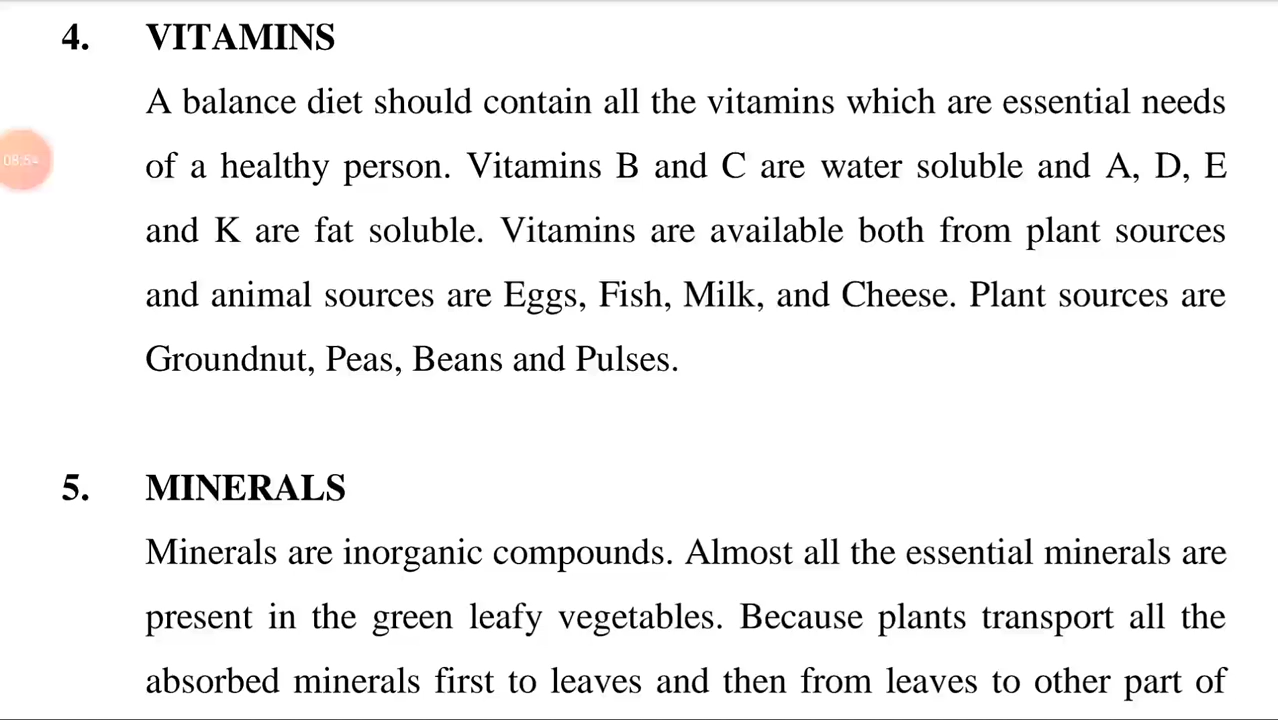 4. VITAMINS
A balance diet should contain all the vitamins which are essential needs
of a healthy person. Vitamins B and C are water soluble and A, D, E
and K are fat soluble. Vitamins are available both from plant sources
and animal sources are Eggs, Fish, Milk, and Cheese. Plant sources are
Groundnut, Peas, Beans and Pulses.
5. MINERALS
Minerals are inorganic compounds. Almost all the essential minerals are
present in the green leafy vegetables. Because plants transport all the
absorbed minerals first to leaves and then from leaves to other part of